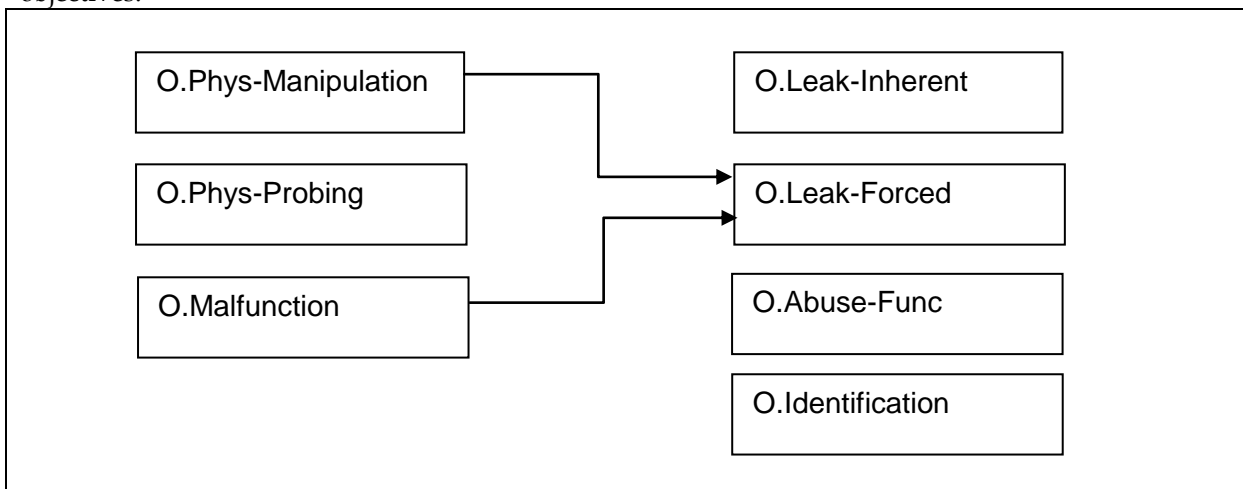 objectives.
O.Phys-Manipulation
O.Leak-Inherent
O.Phys-Probing
O.Leak-Forced
O.Malfunction
O.Abuse-Func
O.Identification